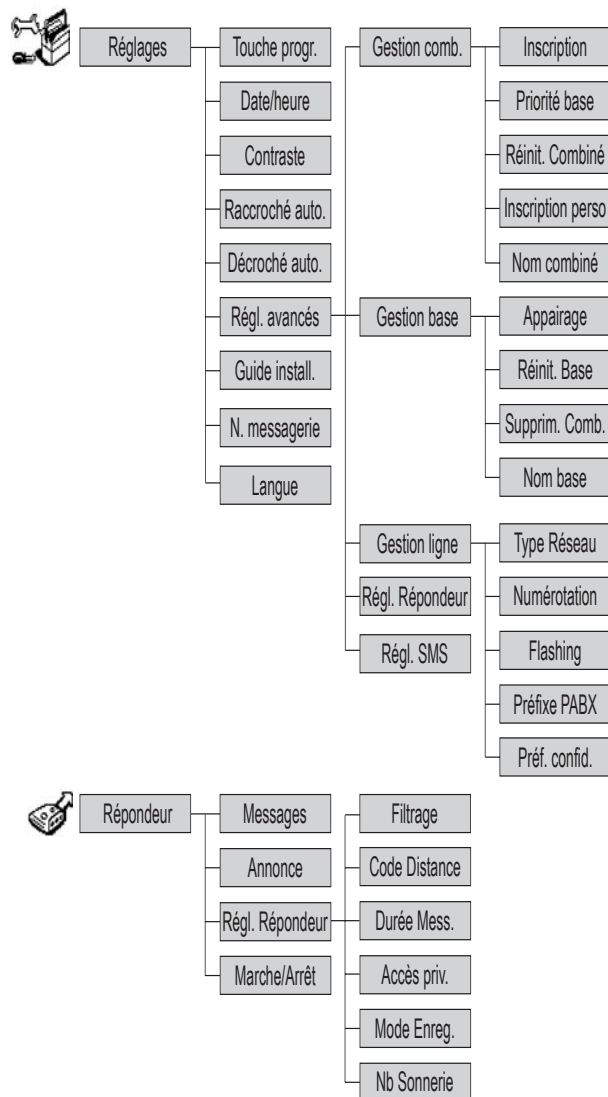 Réglages
Touche progr.
Gestion comb.
Inscription
Date/heure
Priorité base
Contraste
Réinit. Combiné
Raccroché auto.
Inscription perso
Décroché auto.
Nom combiné
Régl. avancés
Gestion base
Appairage
Guide install.
Réinit. Base
N. messagerie
Supprim. Comb.
Langue
Nom base
Gestion ligne
Type Réseau
Régl. Répondeur
Numérotation
Régl. SMS
Flashing
Préfixe PABX
Préf. confid.
Répondeur
Messages
Filtrage
Annonce
Code Distance
Régl. Répondeur
Durée Mess.
Marche/Arrêt
Accès priv.
Mode Enreg.
Nb Sonnerie